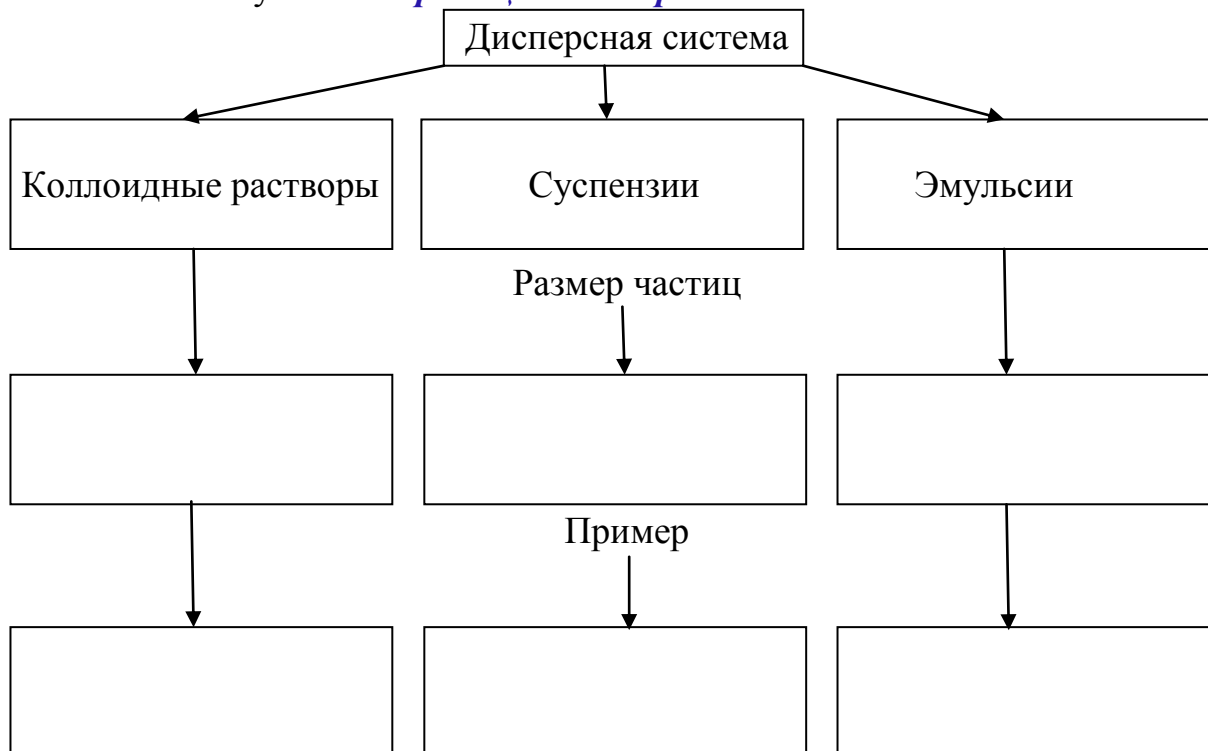 Дисперсная система
Коллоидные растворы
Суспензии
Эмульсии
Размер частиц
Пример